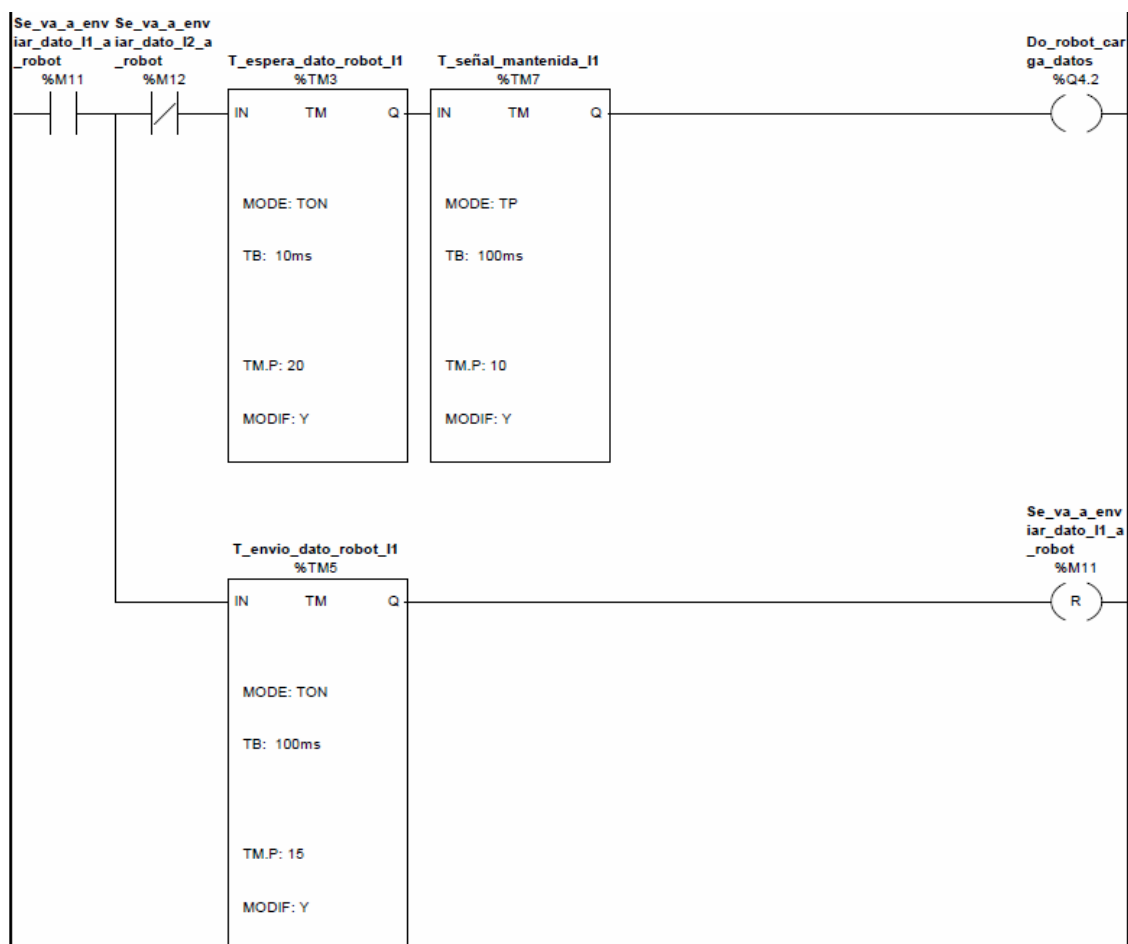 Se_va_a_env Se_va_a_env
iar_dato_l1_a iar_dato_l2_a
_robot _robot
%M11 %M12
T_espera_dato_robot_l1
%TM3
T_señal_mantenida_l1
%TM7
Do_robot_car
ga_datos
%Q4.2
IN TM Q
IN TM Q
MODE: TON
MODE: TP
TB: 10ms
TB: 100ms
TM.P: 20
TM.P: 10
MODIF: Y
MODIF: Y
T_envio_dato_robot_l1
%TM5
Se_va_a_env
iar_dato_l1_a
_robot
%M11
IN TM Q
R
MODE: TON
TB: 100ms
TM.P: 15
MODIF: Y